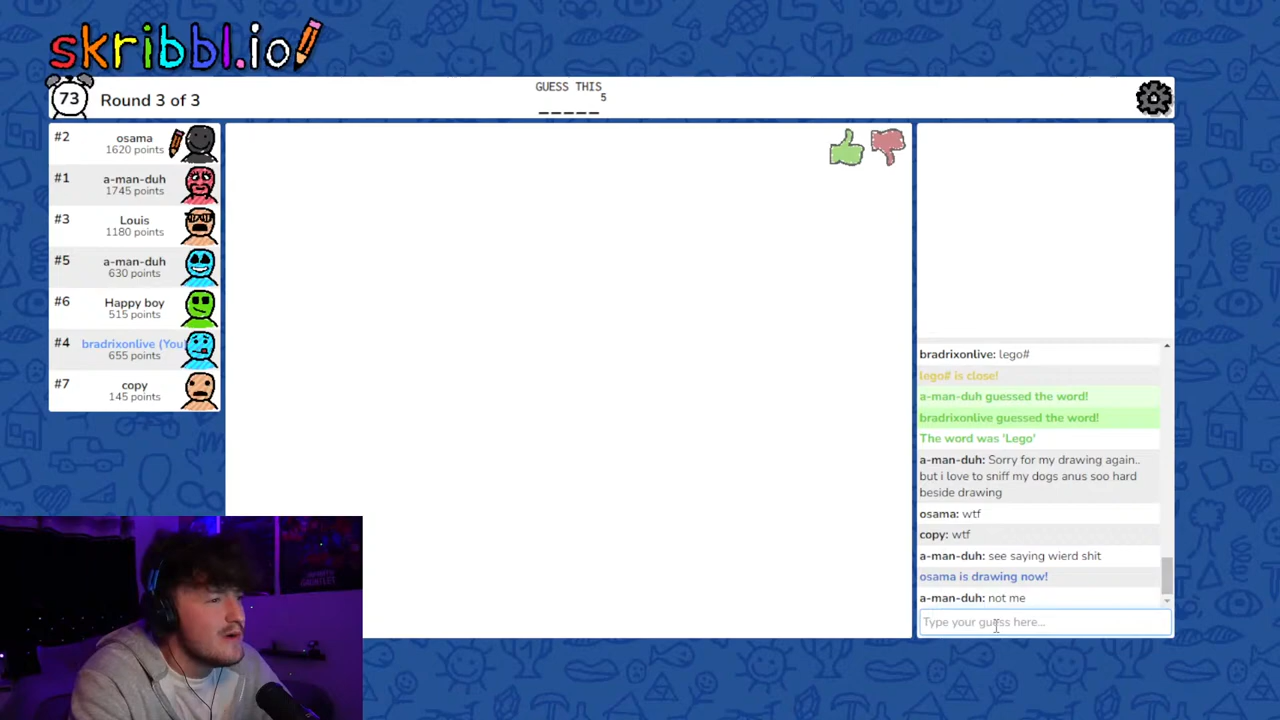 skribbl.io
73
Round 3 of 3
GUESS THIS
_____ 5
#2 osama
1620 points
#1 a-man-duh
1745 points
#3 Louis
1180 points
#5 a-man-duh
630 points
#6 Happy boy
515 points
#4 bradrixonlive (You)
655 points
#7 copy
145 points
bradrixonlive: lego#
lego# is close!
a-man-duh guessed the word!
bradrixonlive guessed the word!
The word was 'Lego'
a-man-duh: Sorry for my drawing again..
but i love to sniff my dogs anus soo hard
beside drawing
osama: wtf
copy: wtf
a-man-duh: see saying wierd shit
osama is drawing now!
a-man-duh: not me
Type your guess here...